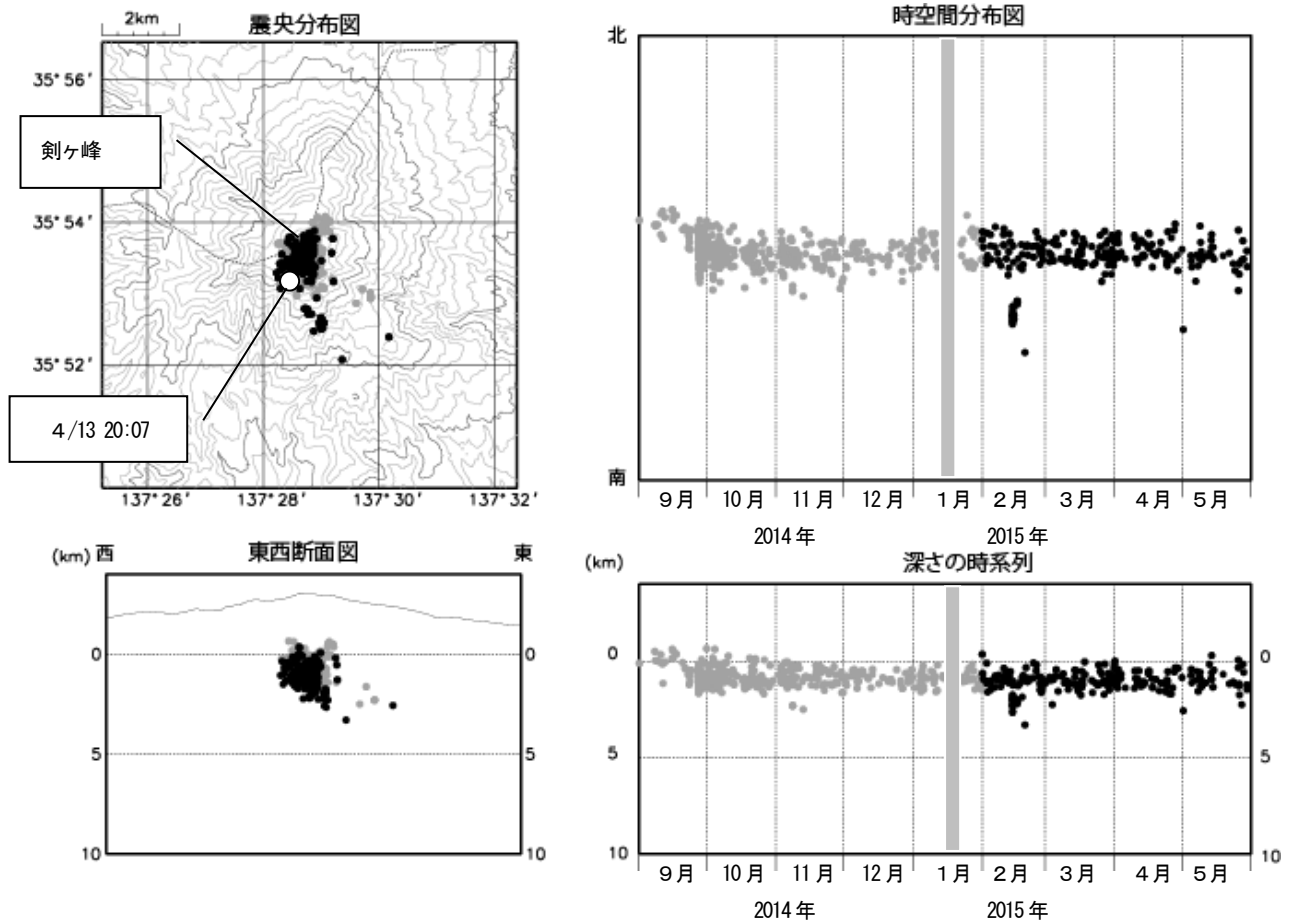 2km
震央分布図
35° 56′
35° 54′
35° 52′
剣ヶ峰
4/13 20:07
137° 26′ 137° 28′ 137° 30′ 137° 32′
時空間分布図
北
南
9月 10月 11月 12月 1月 2月 3月 4月 5月
2014年 2015年
(km) 西 東西断面図 東
0 0
5 5
10 10
(km) 深さの時系列
0 0
5 5
10 10
9月 10月 11月 12月 1月 2月 3月 4月 5月
2014年 2015年